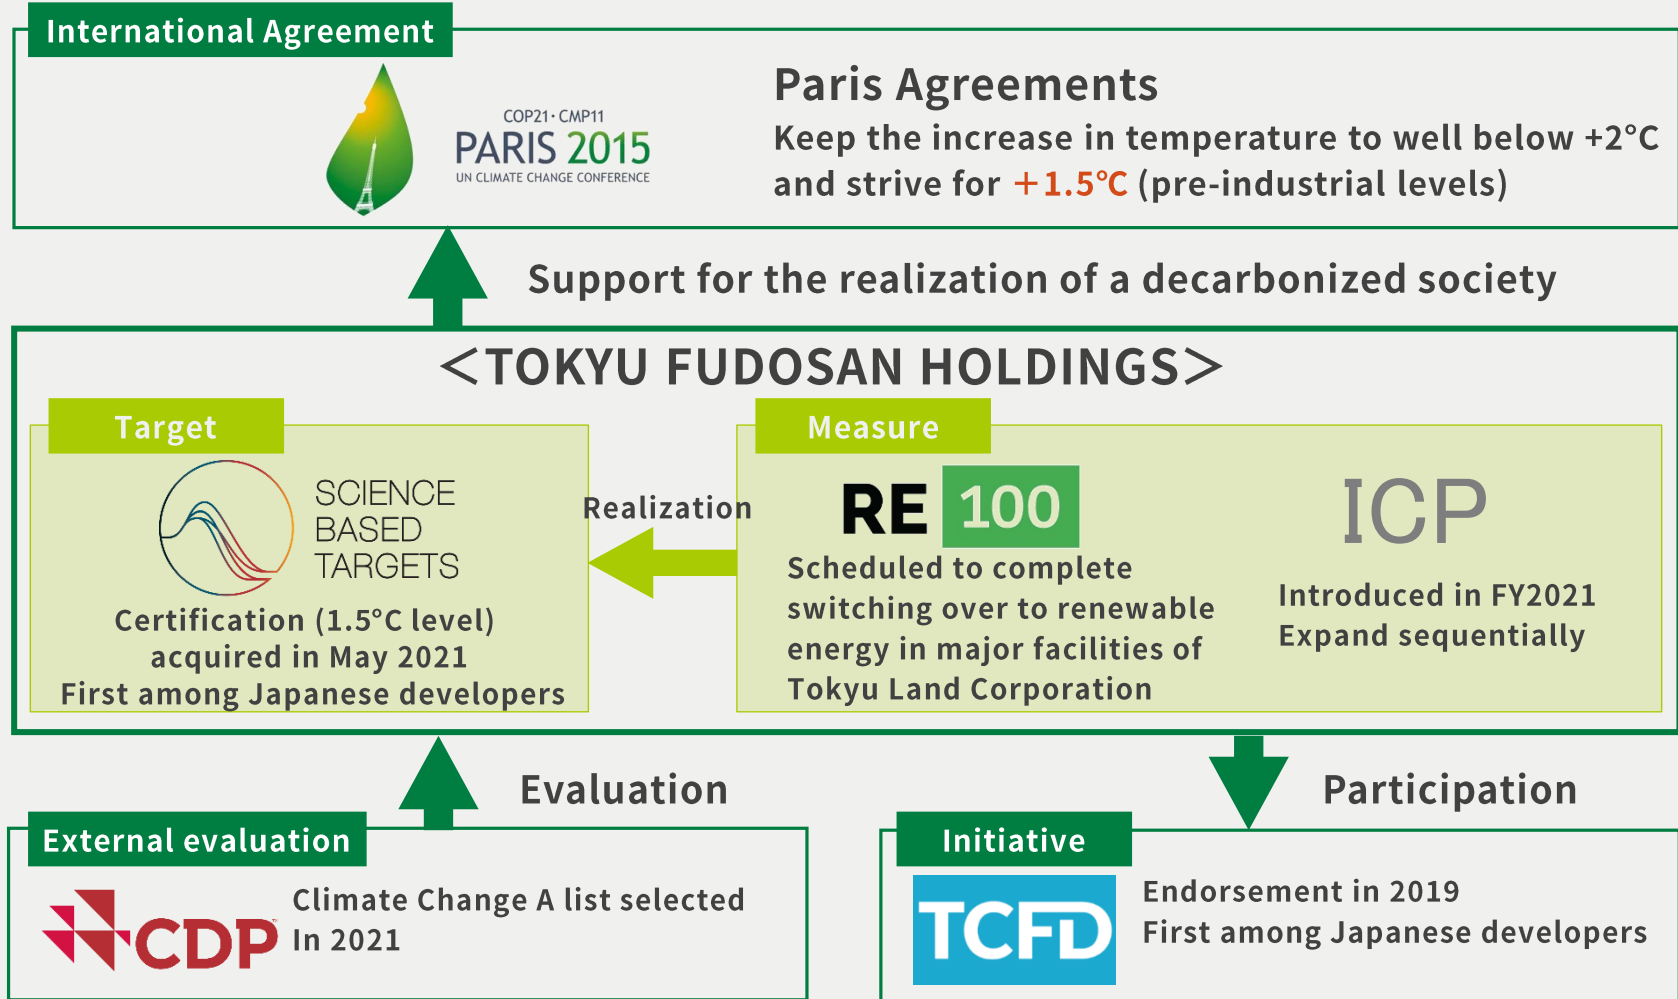 International Agreement
COP21・CMP11
PARIS 2015
UN CLIMATE CHANGE CONFERENCE
Paris Agreements
Keep the increase in temperature to well below +2°C
and strive for ＋1.5℃ (pre-industrial levels)
Support for the realization of a decarbonized society
＜TOKYU FUDOSAN HOLDINGS＞
Target
SCIENCE
BASED
TARGETS
Certification (1.5°C level)
acquired in May 2021
First among Japanese developers
Realization
Measure
RE 100
Scheduled to complete
switching over to renewable
energy in major facilities of
Tokyu Land Corporation
ICP
Introduced in FY2021
Expand sequentially
Evaluation
Participation
External evaluation
CDP
Climate Change A list selected
In 2021
Initiative
TCFD
Endorsement in 2019
First among Japanese developers